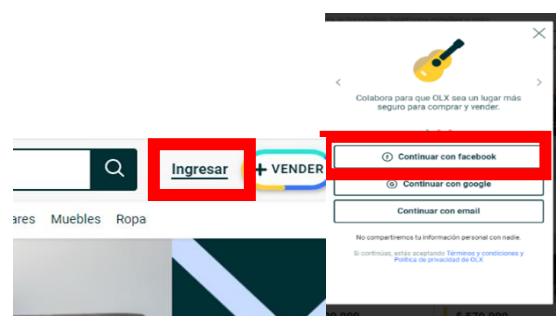 Ingresar
+ VENDER
ares Muebles Ropa
Colabora para que OLX sea un lugar más
seguro para comprar y vender.
Continuar con facebook
Continuar con google
Continuar con email
No compartiremos tu información personal con nadie.
Si continúas, estás aceptando Términos y condiciones y
Política de privacidad de OLX